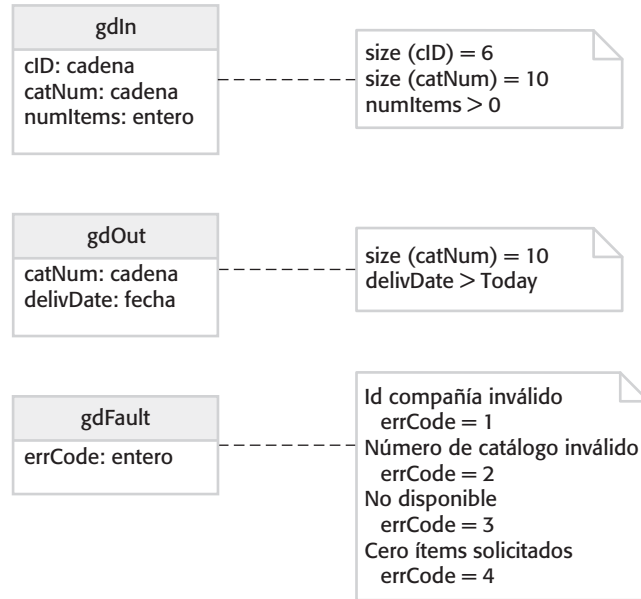 gdIn
cID: cadena
catNum: cadena
numItems: entero
size (cID) = 6
size (catNum) = 10
numItems > 0
gdOut
catNum: cadena
delivDate: fecha
size (catNum) = 10
delivDate > Today
gdFault
errCode: entero
Id compañía inválido
errCode = 1
Número de catálogo inválido
errCode = 2
No disponible
errCode = 3
Cero ítems solicitados
errCode = 4